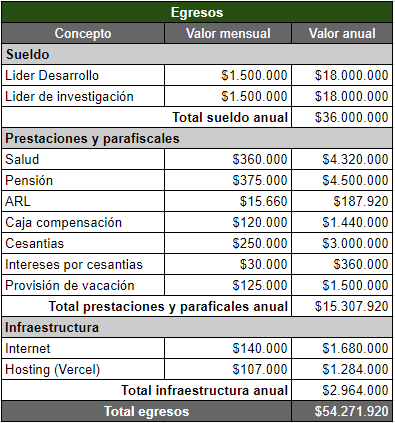 Egresos
Concepto Valor mensual Valor anual
Sueldo
Lider Desarrollo $1.500.000 $18.000.000
Lider de investigación $1.500.000 $18.000.000
Total sueldo anual $36.000.000
Prestaciones y parafiscales
Salud $360.000 $4.320.000
Pensión $375.000 $4.500.000
ARL $15.660 $187.920
Caja compensación $120.000 $1.440.000
Cesantias $250.000 $3.000.000
Intereses por cesantias $30.000 $360.000
Provisión de vacación $125.000 $1.500.000
Total prestaciones y paraficales anual $15.307.920
Infraestructura
Internet $140.000 $1.680.000
Hosting (Vercel) $107.000 $1.284.000
Total infraestructura anual $2.964.000
Total egresos $54.271.920